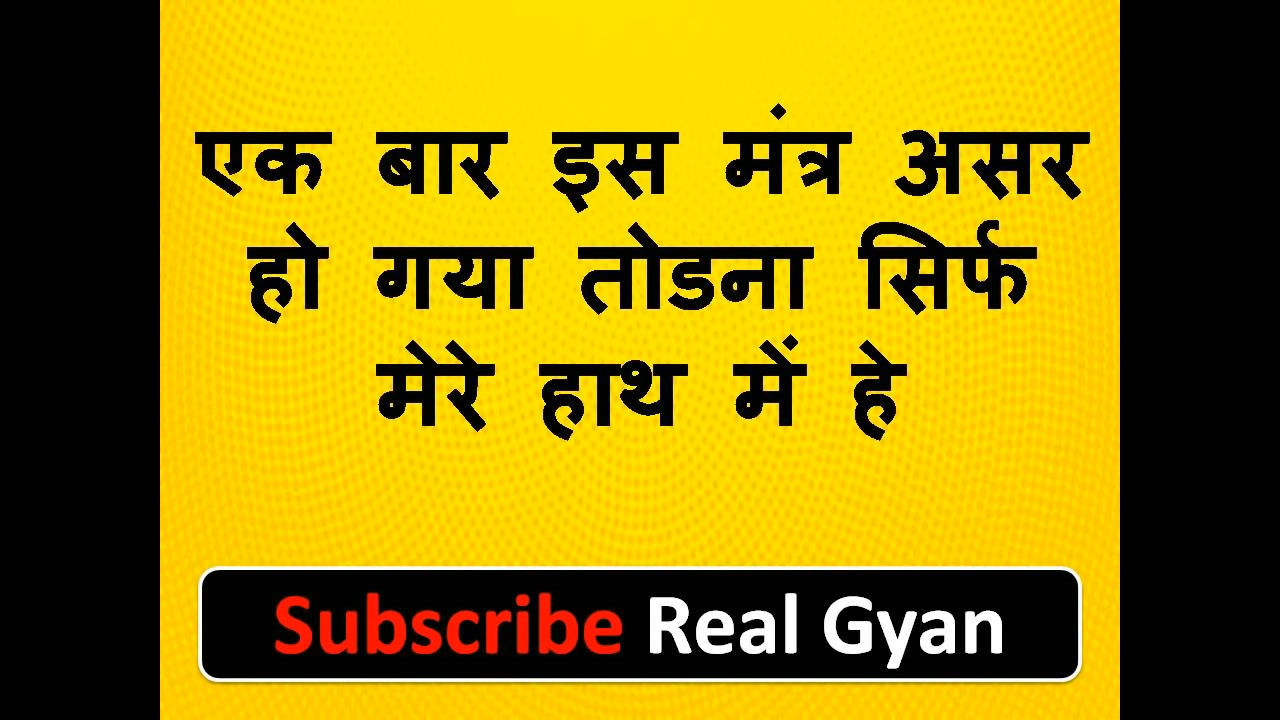 एक बार इस मंत्र असर
हो गया तोडना सिर्फ
मेरे हाथ में हे
Subscribe Real Gyan